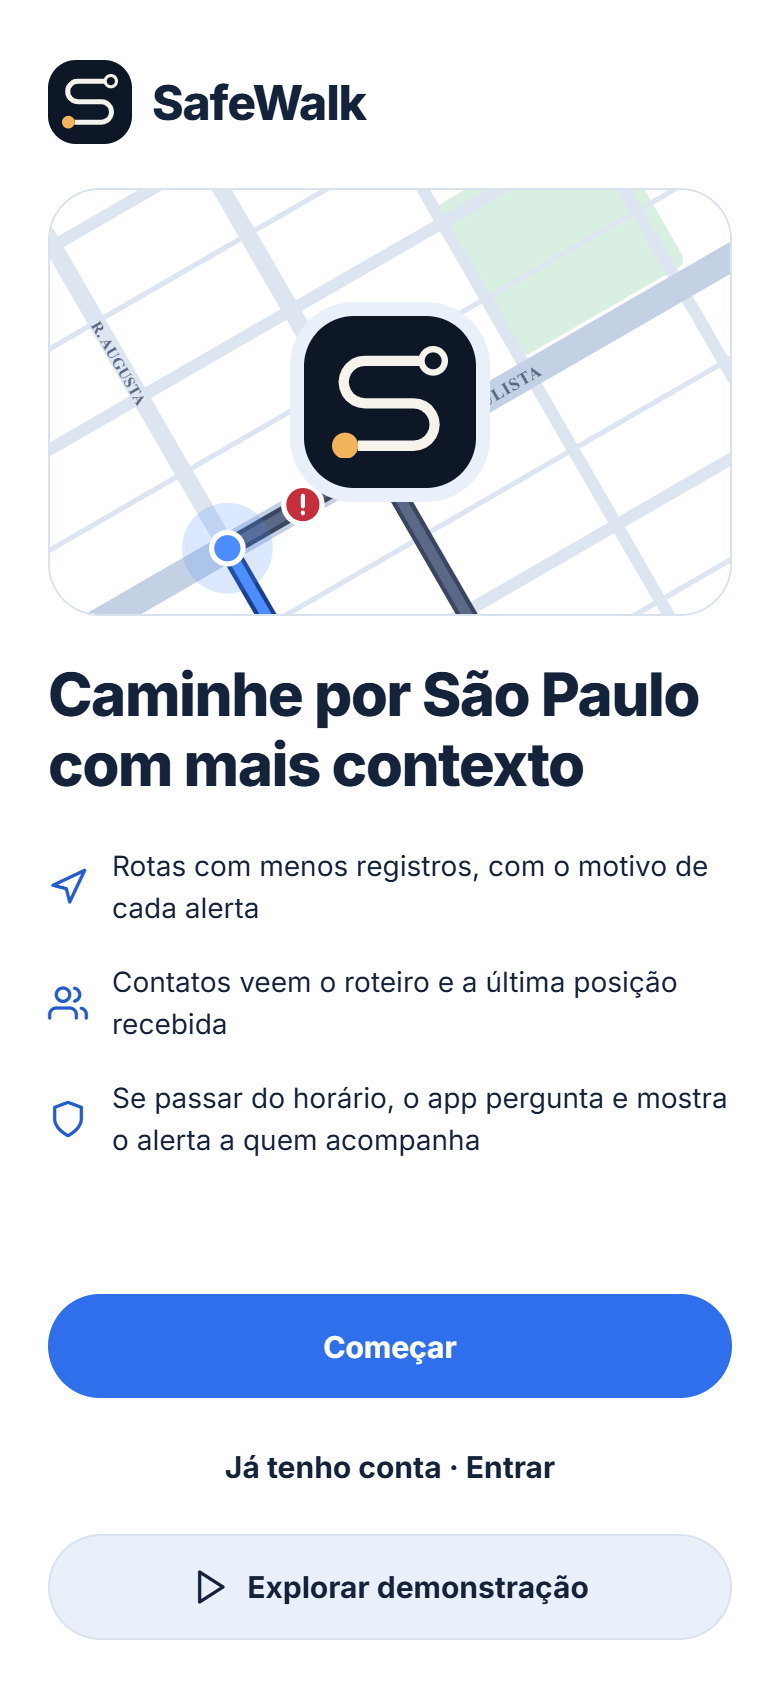 SafeWalk
R. AUGUSTA
LISTA
Caminhe por São Paulo
com mais contexto
Rotas com menos registros, com o motivo de
cada alerta
Contatos veem o roteiro e a última posição
recebida
Se passar do horário, o app pergunta e mostra
o alerta a quem acompanha
Começar
Já tenho conta · Entrar
Explorar demonstração